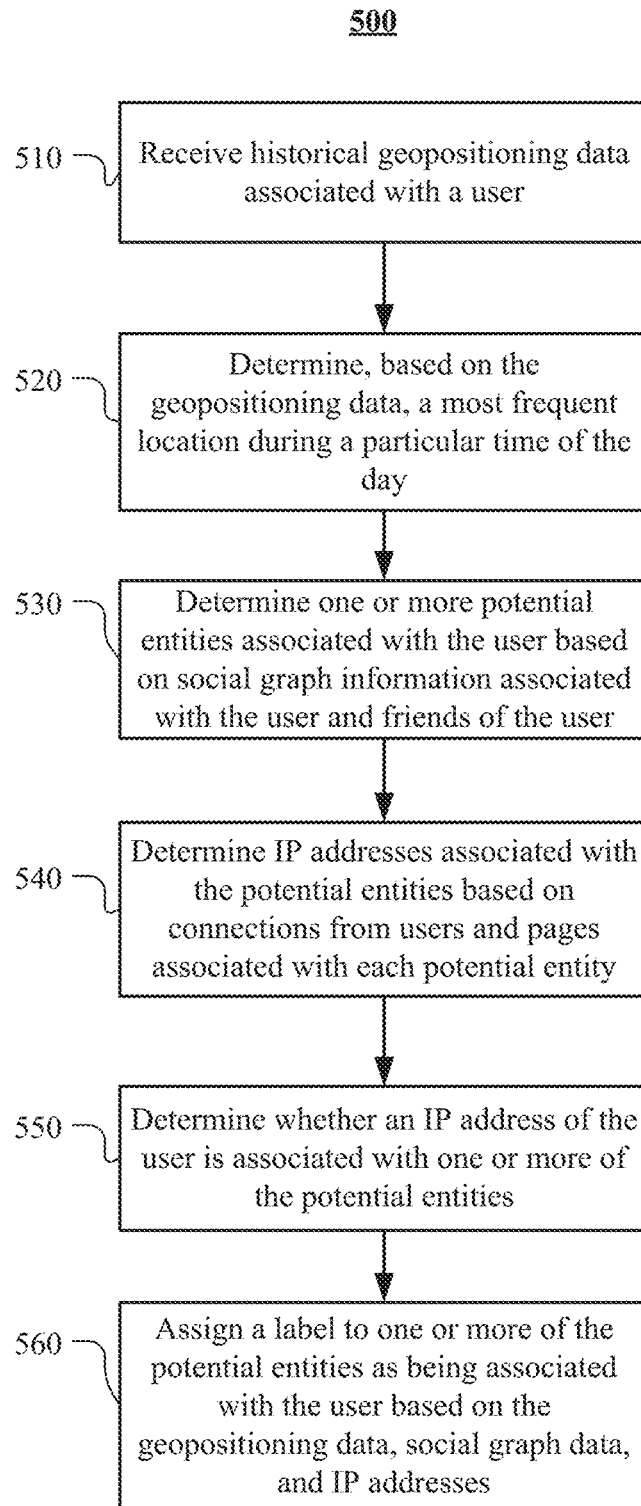 500
510
Receive historical geopositioning data
associated with a user
520
Determine, based on the
geopositioning data, a most frequent
location during a particular time of the
day
530
Determine one or more potential
entities associated with the user based
on social graph information associated
with the user and friends of the user
540
Determine IP addresses associated with
the potential entities based on
connections from users and pages
associated with each potential entity
550
Determine whether an IP address of the
user is associated with one or more of
the potential entities
560
Assign a label to one or more of the
potential entities as being associated
with the user based on the
geopositioning data, social graph data,
and IP addresses